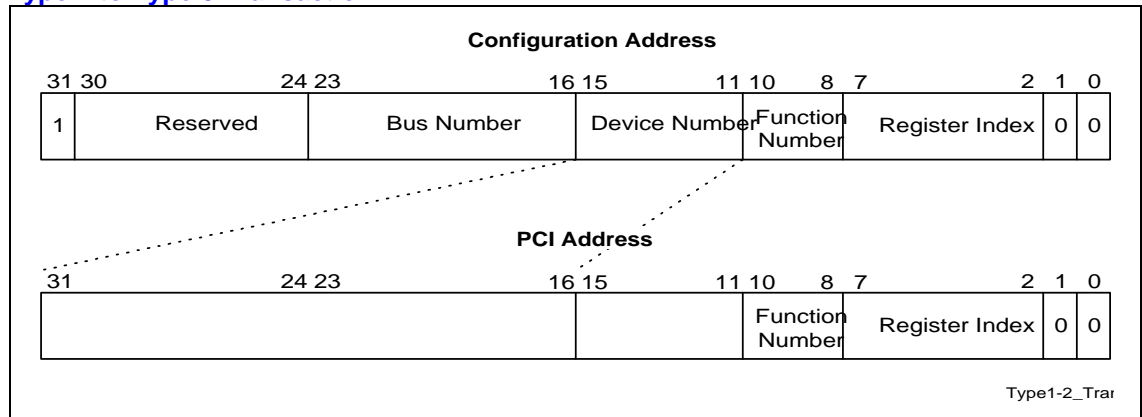 Configuration Address
31 30 24 23 16 15 11 10 8 7 2 1 0
1 Reserved Bus Number Device Number Function Number Register Index 0 0
PCI Address
31 24 23 16 15 11 10 8 7 2 1 0
Function Number Register Index 0 0
Type1-2_Trar